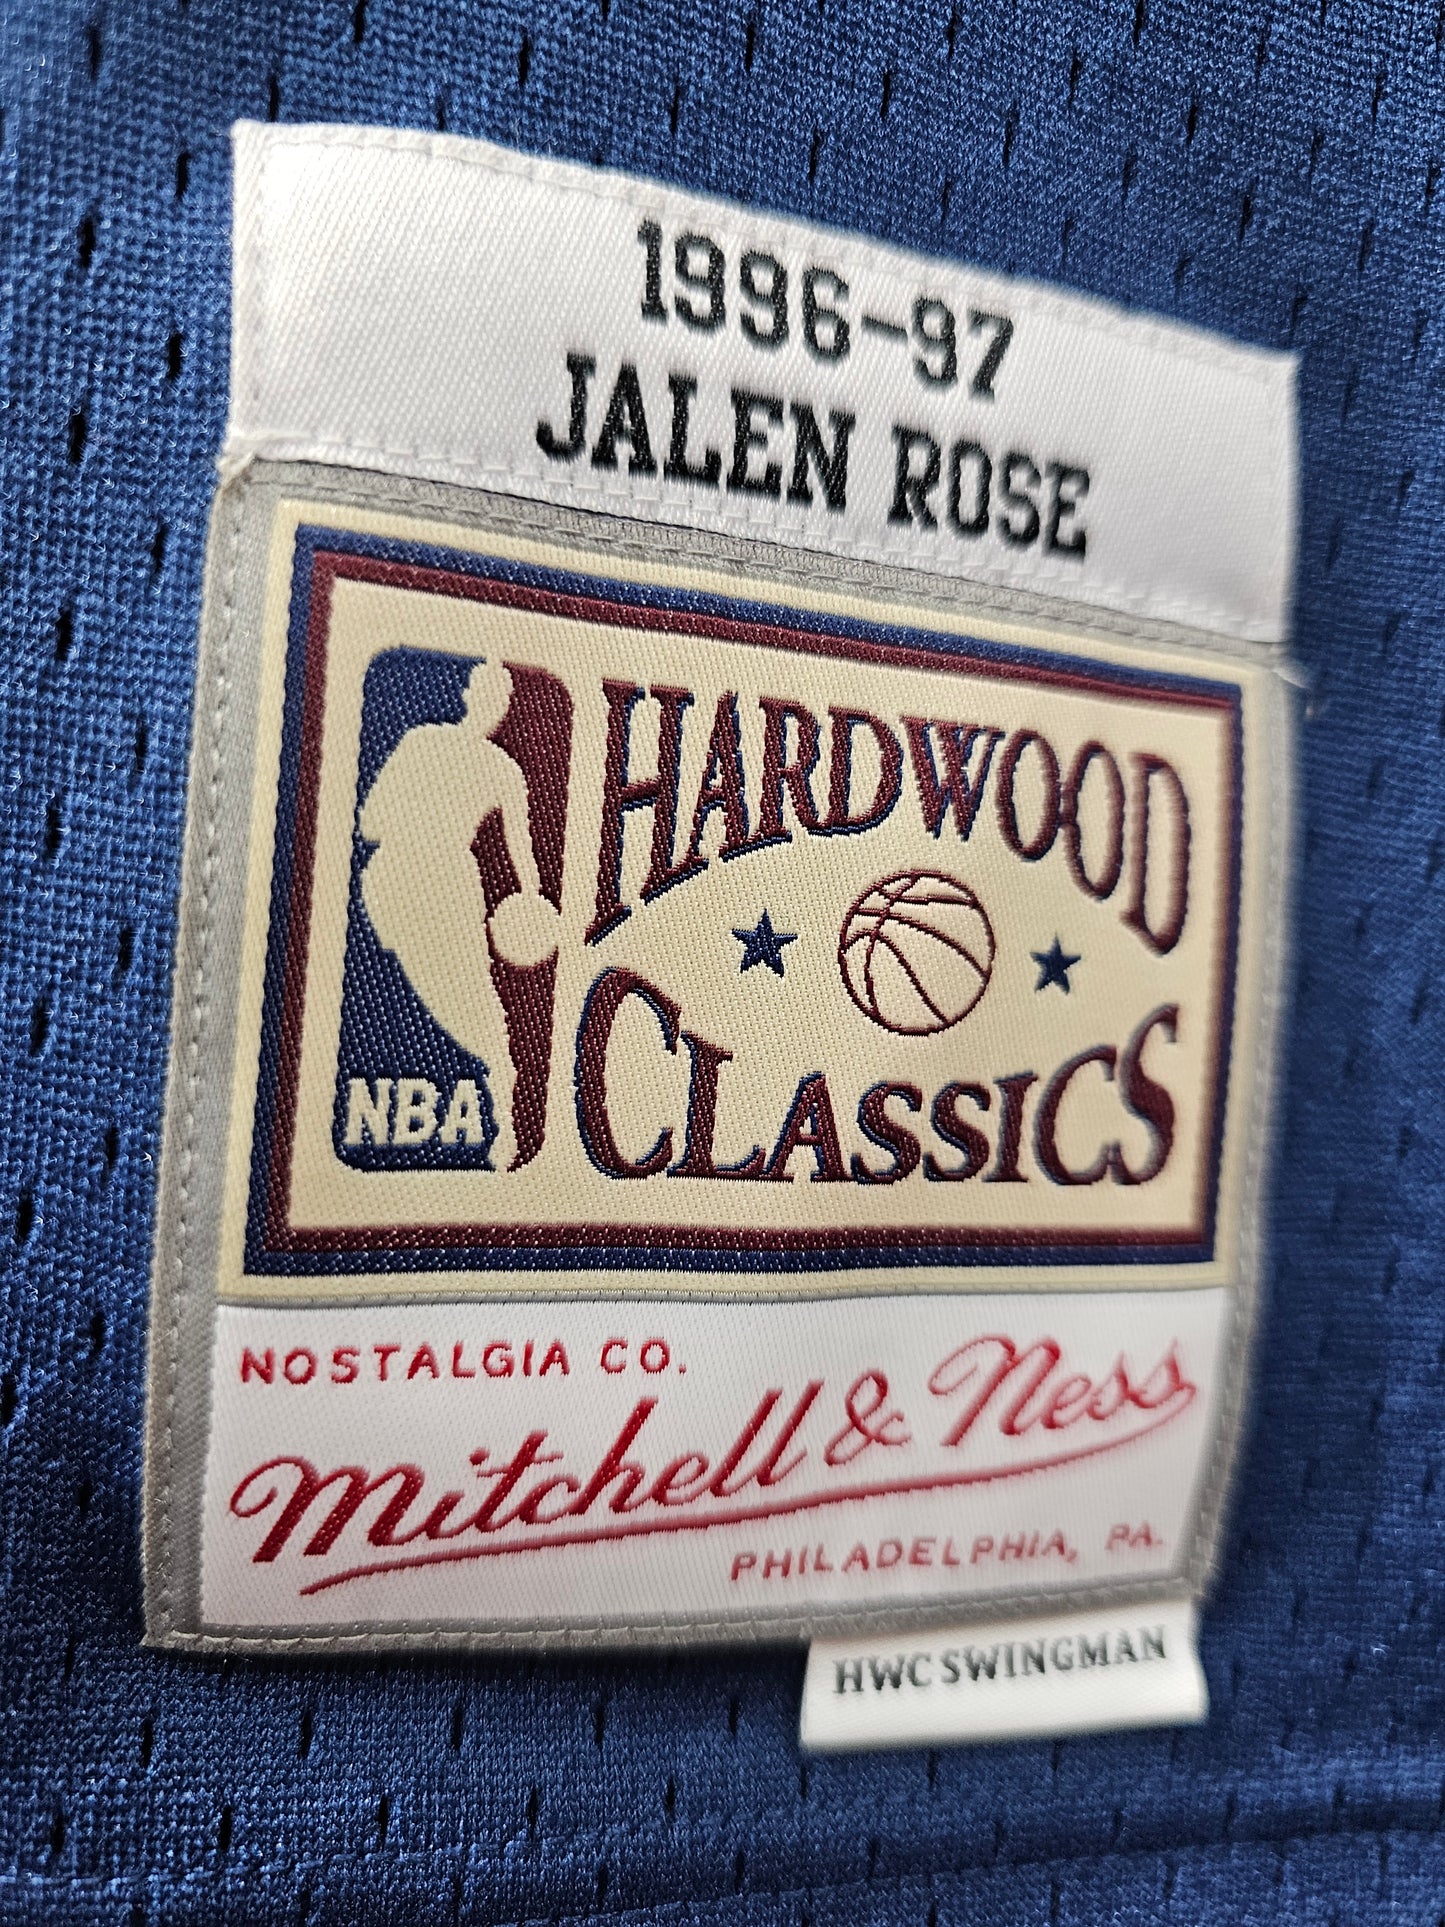 1996-97
JALEN ROSE
HARDWOOD
CLASSICS
NBA
NOSTALGIA CO.
Mitchell & Ness
PHILADELPHIA, PA.
HWC SWINGMAN